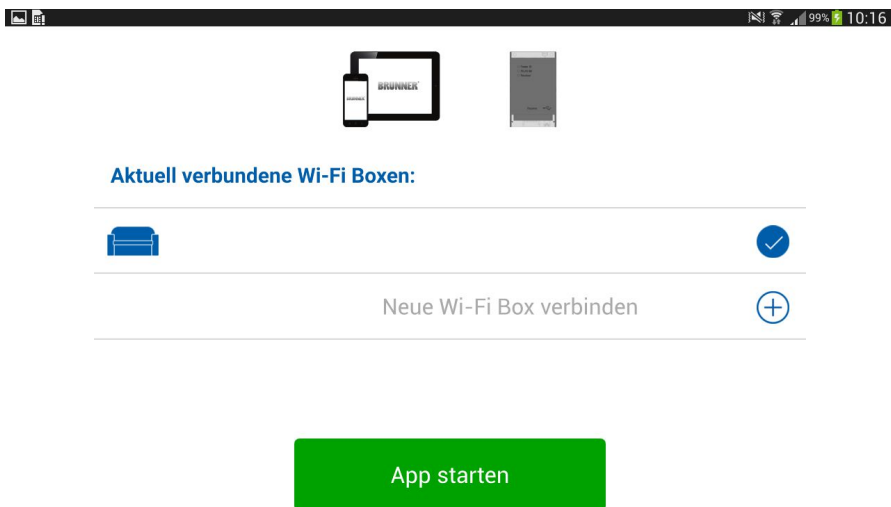 99% 10:16
BRUNNER
Aktuell verbundene Wi-Fi Boxen:
Neue Wi-Fi Box verbinden
App starten